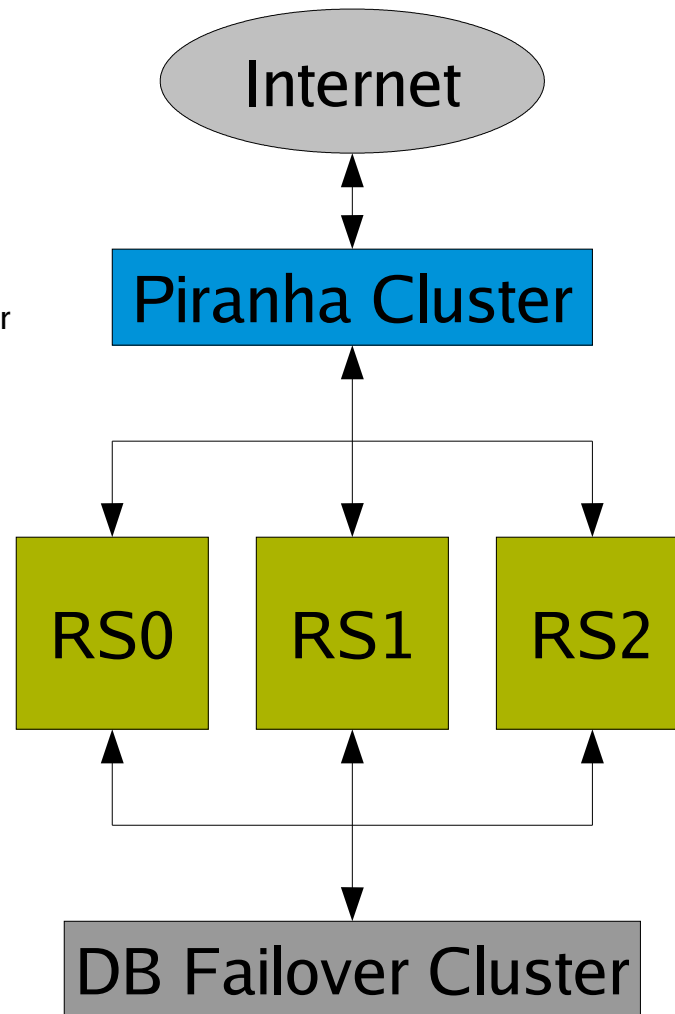 Internet
Piranha Cluster
r
RS0
RS1
RS2
DB Failover Cluster